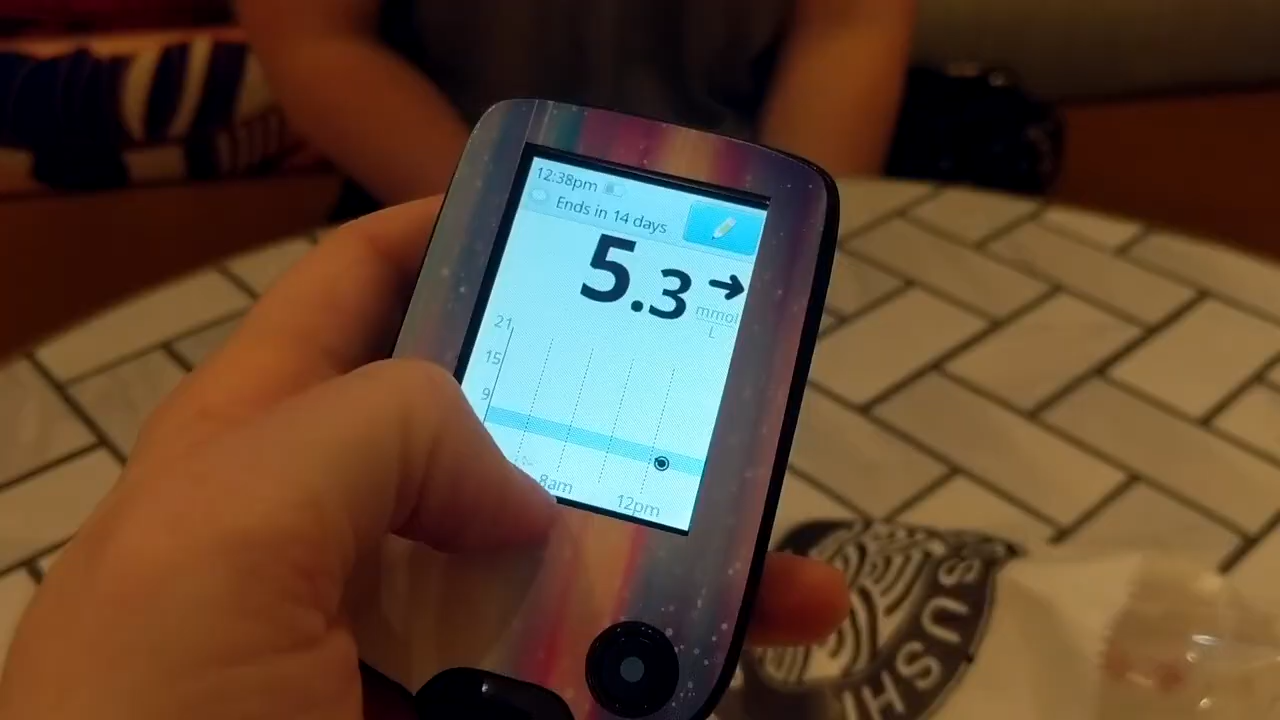 12:38pm
Ends in 14 days
5.3 →
mmol
L
21
15
9
8am
12pm
SUSHI